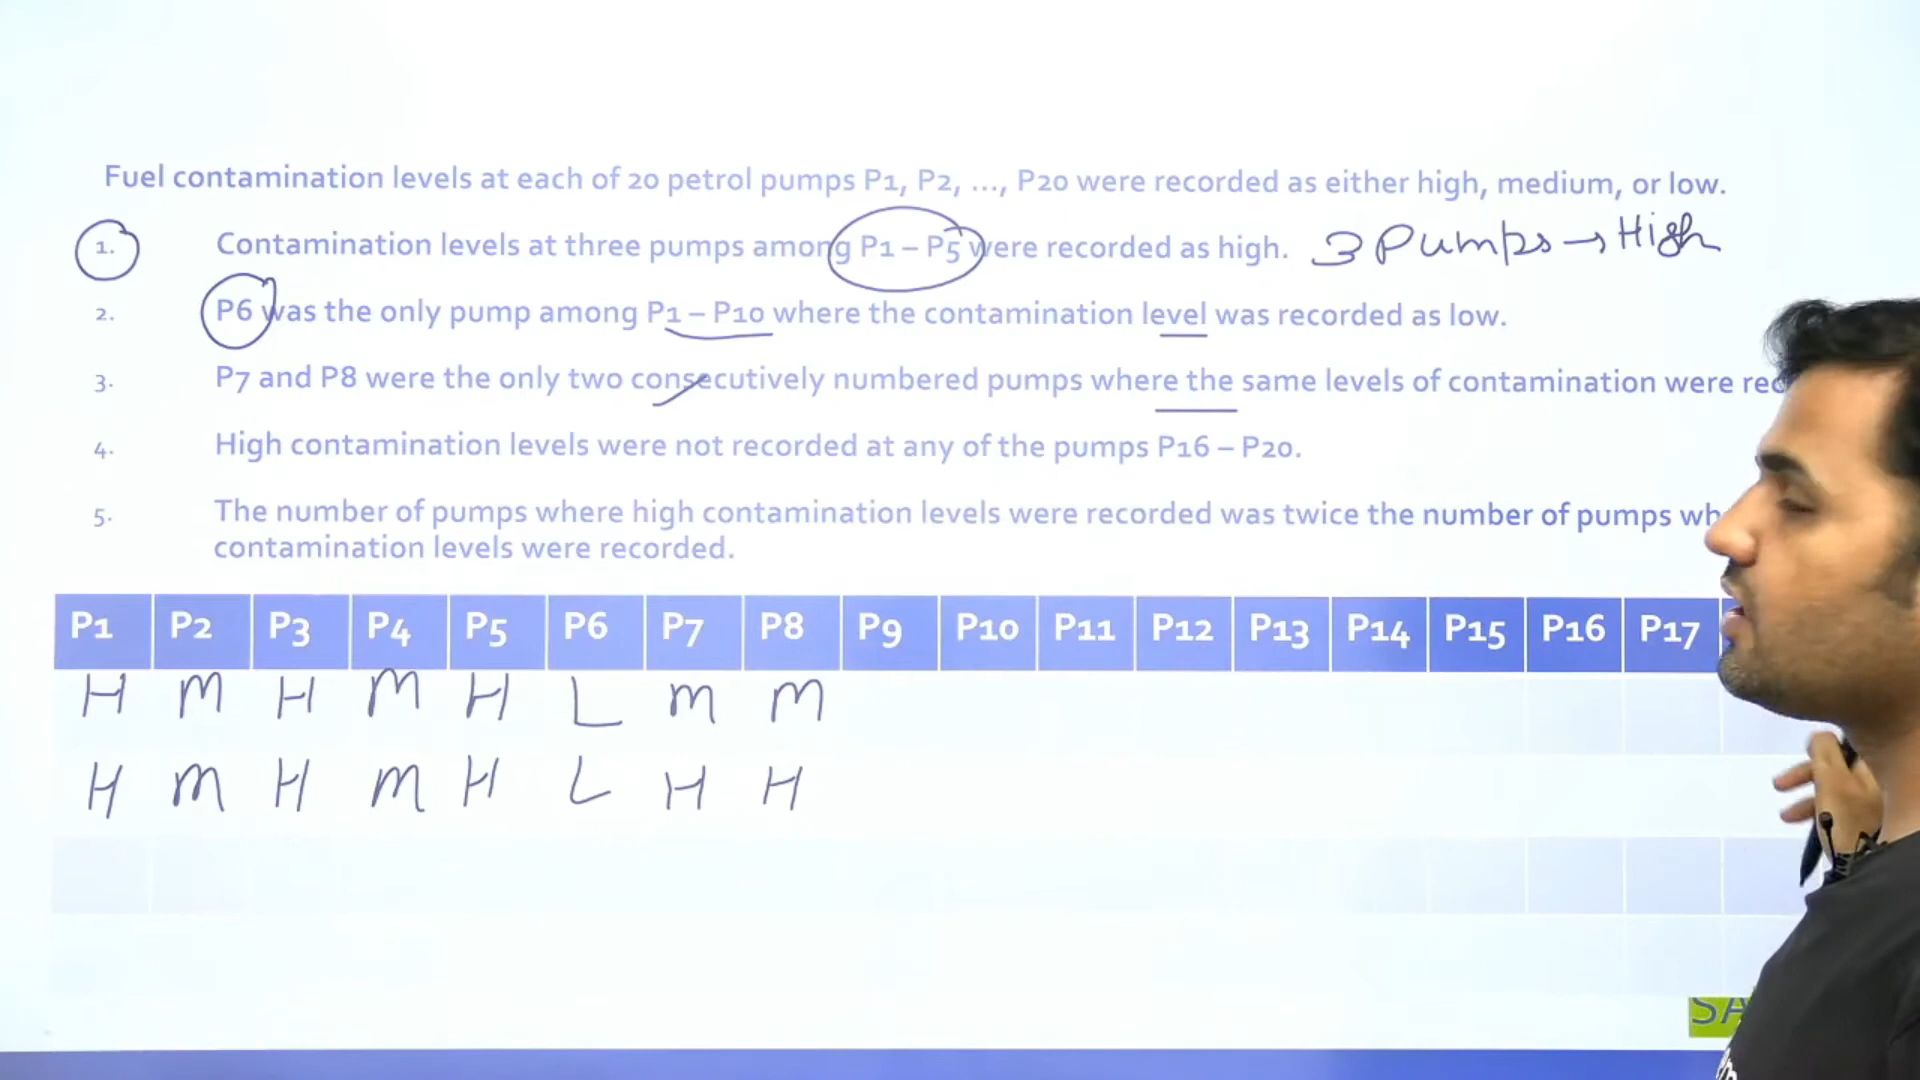 Fuel contamination levels at each of 20 petrol pumps P1, P2, ..., P20 were recorded as either high, medium, or low.
1. Contamination levels at three pumps among P1 – P5 were recorded as high. 3 Pumps → High
2. P6 was the only pump among P1 – P10 where the contamination level was recorded as low.
3. P7 and P8 were the only two consecutively numbered pumps where the same levels of contamination were
4. High contamination levels were not recorded at any of the pumps P16 – P20.
5. The number of pumps where high contamination levels were recorded was twice the number of pumps
contamination levels were recorded.
P1 P2 P3 P4 P5 P6 P7 P8 P9 P10 P11 P12 P13 P14 P15 P16 P17
H M H M H L M M
H M H M H L H H
SA